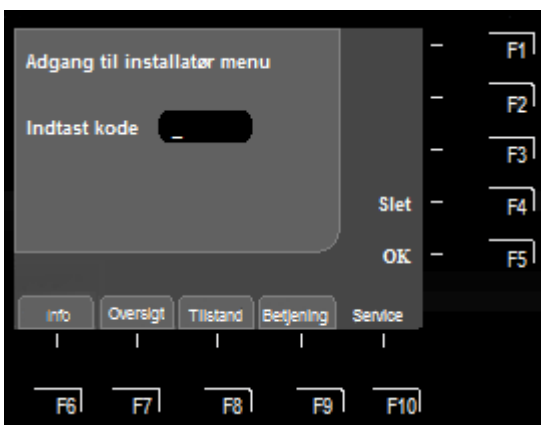 F1
Adgang til installatør menu
F2
Indtast kode _
F3
Slet F4
OK F5
Info Oversigt Tilstand Betjening Service
F6 F7 F8 F9 F10